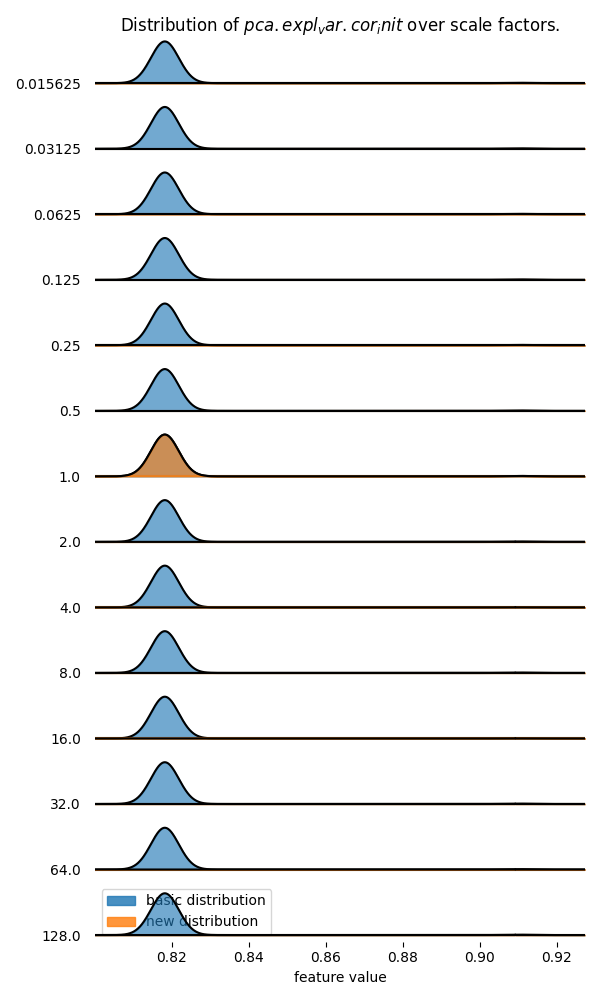 Distribution of pca.expl_var.cor_init over scale factors.
0.015625
0.03125
0.0625
0.125
0.25
0.5
1.0
2.0
4.0
8.0
16.0
32.0
64.0
basic distribution
new distribution
128.0
0.82 0.84 0.86 0.88 0.90 0.92
feature value